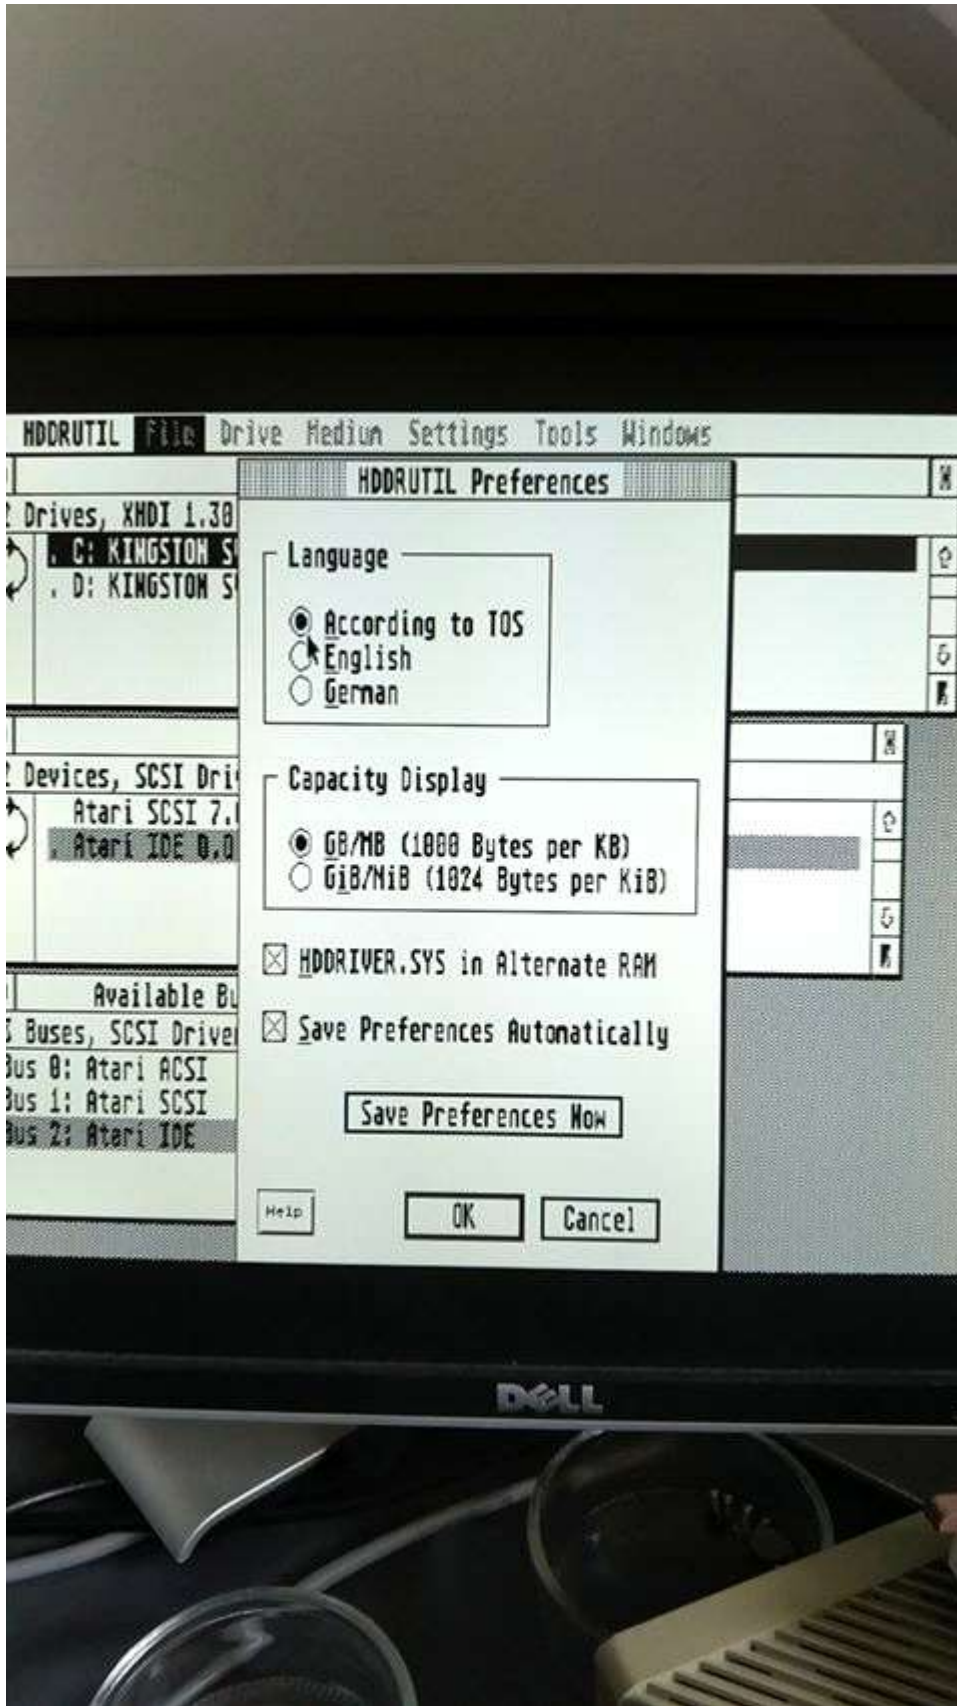 HDDRUTIL File Drive Medium Settings Tools Windows
HDDRUTIL Preferences
Drives, XHDI 1.30
. C: KINGSTON S
. D: KINGSTON S
Language
According to TOS
English
German
Devices, SCSI Dri
Atari SCSI 7.
. Atari IDE 0.0
Capacity Display
GB/MB (1000 Bytes per KB)
GiB/MiB (1024 Bytes per KiB)
HDDRIVER.SYS in Alternate RAM
Save Preferences Automatically
Available Bu
Buses, SCSI Driver
Bus 0: Atari ACSI
Bus 1: Atari SCSI
Bus 2: Atari IDE
Save Preferences Now
Help
OK
Cancel
DELL